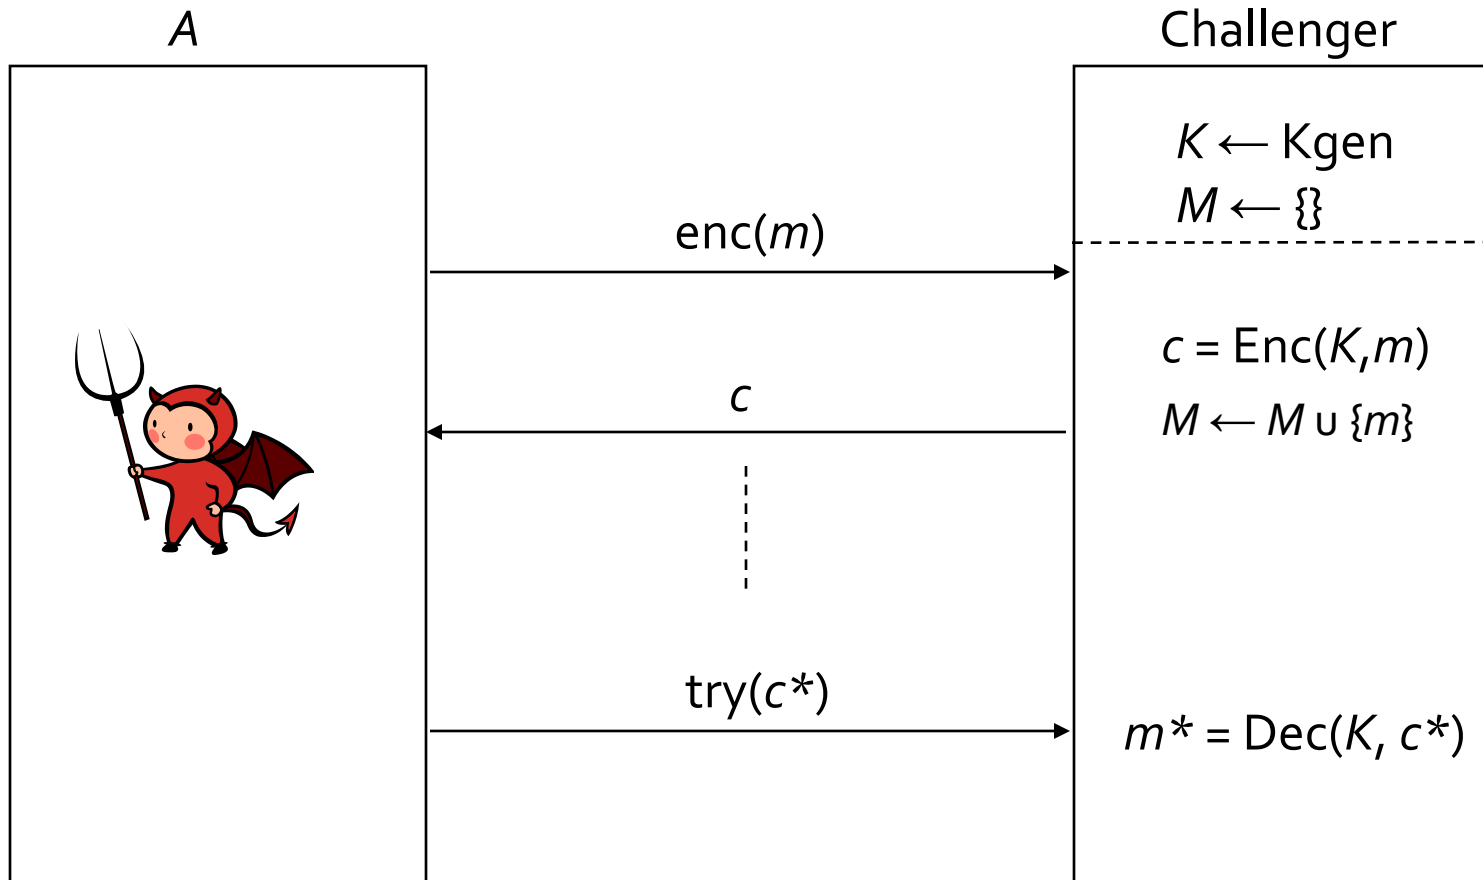 A
Challenger
K ← Kgen
M ← {}
enc(m)
c = Enc(K,m)
c
M ← M ∪ {m}
try(c*)
m* = Dec(K, c*)